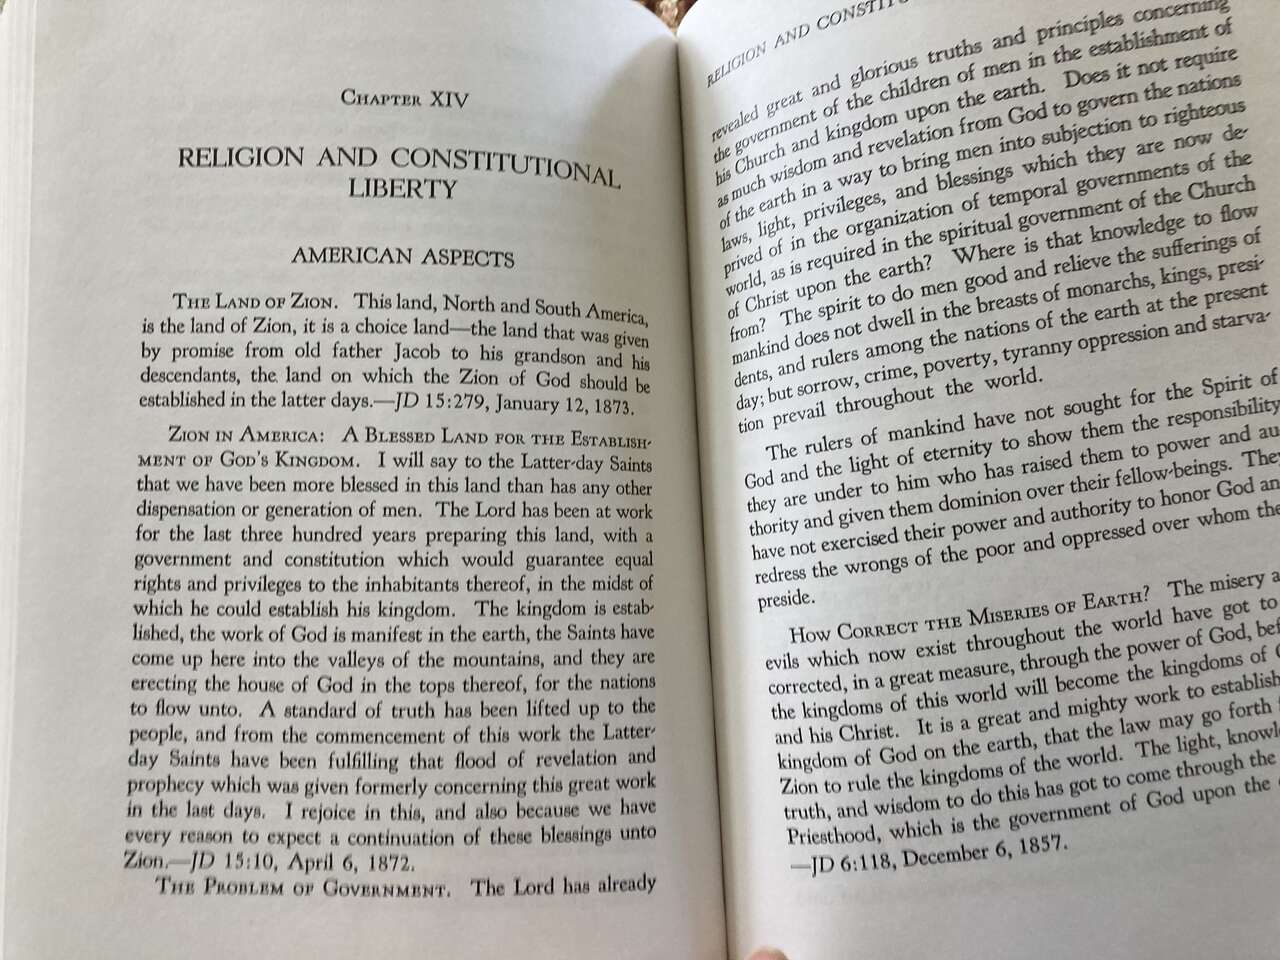 CHAPTER XIV
RELIGION AND CONSTITUTIONAL
LIBERTY
AMERICAN ASPECTS
THE LAND OF ZION. This land, North and South America,
is the land of Zion, it is a choice land—the land that was given
by promise from old father Jacob to his grandson and his
descendants, the land on which the Zion of God should be
established in the latter days.—JD 15:279, January 12, 1873.
ZION IN AMERICA: A BLESSED LAND FOR THE ESTABLISH-
MENT OF GOD'S KINGDOM. I will say to the Latter-day Saints
that we have been more blessed in this land than has any other
dispensation or generation of men. The Lord has been at work
for the last three hundred years preparing this land, with a
government and constitution which would guarantee equal
rights and privileges to the inhabitants thereof, in the midst of
which he could establish his kingdom. The kingdom is estab-
lished, the work of God is manifest in the earth, the Saints have
come up here into the valleys of the mountains, and they are
erecting the house of God in the tops thereof, for the nations
to flow unto. A standard of truth has been lifted up to the
people, and from the commencement of this work the Latter-
day Saints have been fulfilling that flood of revelation and
prophecy which was given formerly concerning this great work
in the last days. I rejoice in this, and also because we have
every reason to expect a continuation of these blessings unto
Zion.—JD 15:10, April 6, 1872.
THE PROBLEM OF GOVERNMENT. The Lord has already
RELIGION AND
revealed great and glorious truths and principles concerning
the government of the children of men in the establishment of
his Church and kingdom upon the earth. Does it not require
as much wisdom and revelation from God to govern the nations
of the earth in a way to bring men into subjection to righteous
laws, light, privileges, and blessings which they are now de-
prived of in the organization of temporal governments of the
world, as is required in the spiritual government of the Church
of Christ upon the earth? Where is that knowledge to flow
from? The spirit to do men good and relieve the sufferings of
mankind does not dwell in the breasts of monarchs, kings, presi-
dents, and rulers among the nations of the earth at the present
day; but sorrow, crime, poverty, tyranny oppression and starva-
tion prevail throughout the world.
The rulers of mankind have not sought for the Spirit of
God and the light of eternity to show them the responsibility
they are under to him who has raised them to power and au
thority and given them dominion over their fellow-beings. They
have not exercised their power and authority to honor God an
redress the wrongs of the poor and oppressed over whom the
preside.
HOW CORRECT THE MISERIES OF EARTH? The misery a
evils which now exist throughout the world have got to
corrected, in a great measure, through the power of God, bef
the kingdoms of this world will become the kingdoms of
and his Christ. It is a great and mighty work to establish
kingdom of God on the earth, that the law may go forth
Zion to rule the kingdoms of the world. The light, knowl
truth, and wisdom to do this has got to come through the
Priesthood, which is the government of God upon the
—JD 6:118, December 6, 1857.